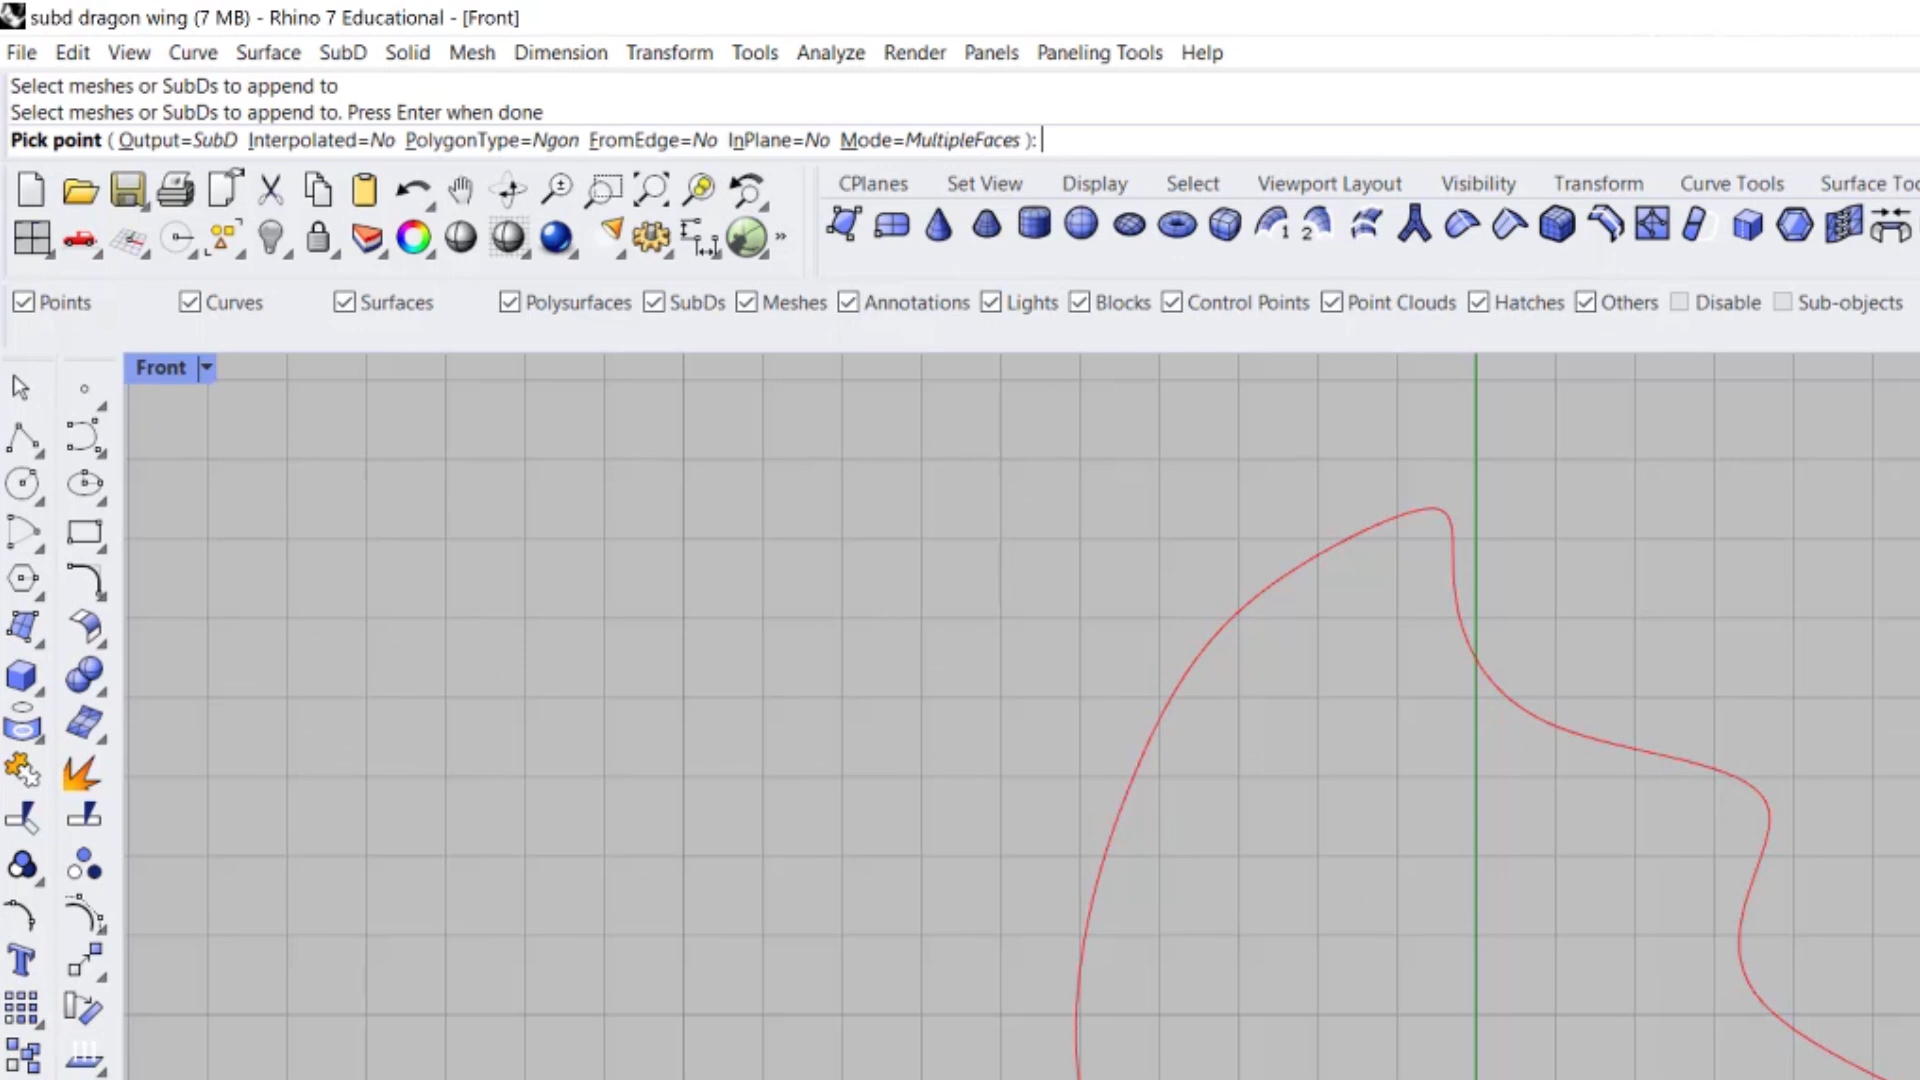 subd dragon wing (7 MB) - Rhino 7 Educational - [Front]
File Edit View Curve Surface SubD Solid Mesh Dimension Transform Tools Analyze Render Panels Paneling Tools Help
Select meshes or SubDs to append to
Select meshes or SubDs to append to. Press Enter when done
Pick point ( Output=SubD Interpolated=No PolygonType=Ngon FromEdge=No InPlane=No Mode=MultipleFaces ):
CPlanes Set View Display Select Viewport Layout Visibility Transform Curve Tools Surface Too
1 2
Points Curves Surfaces Polysurfaces SubDs Meshes Annotations Lights Blocks Control Points Point Clouds Hatches Others Disable Sub-objects
Front